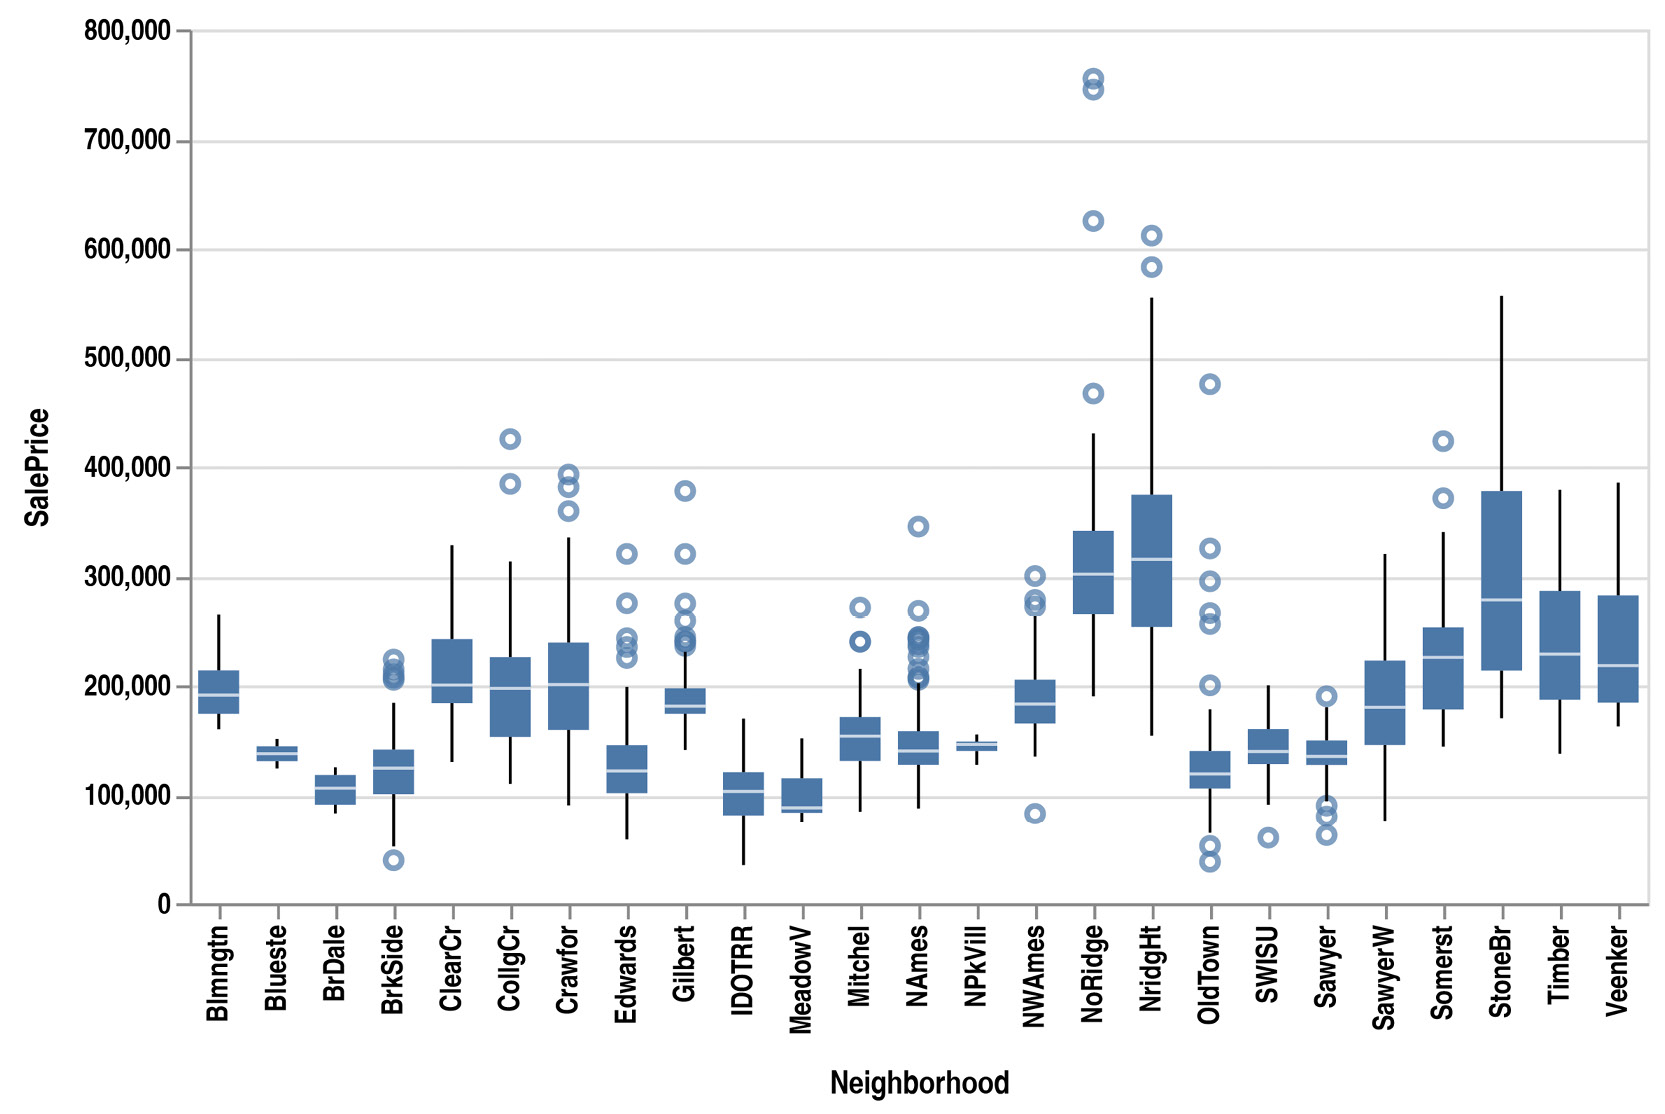 800,000
700,000
600,000
500,000
400,000
300,000
200,000
100,000
0
SalePrice
Blmngtn
Blueste
BrDale
BrkSide
ClearCr
CollgCr
Crawfor
Edwards
Gilbert
IDOTRR
MeadowV
Mitchel
NAmes
NPkVill
NWAmes
NoRidge
NridgHt
OldTown
SWISU
Sawyer
SawyerW
Somerst
StoneBr
Timber
Veenker
Neighborhood